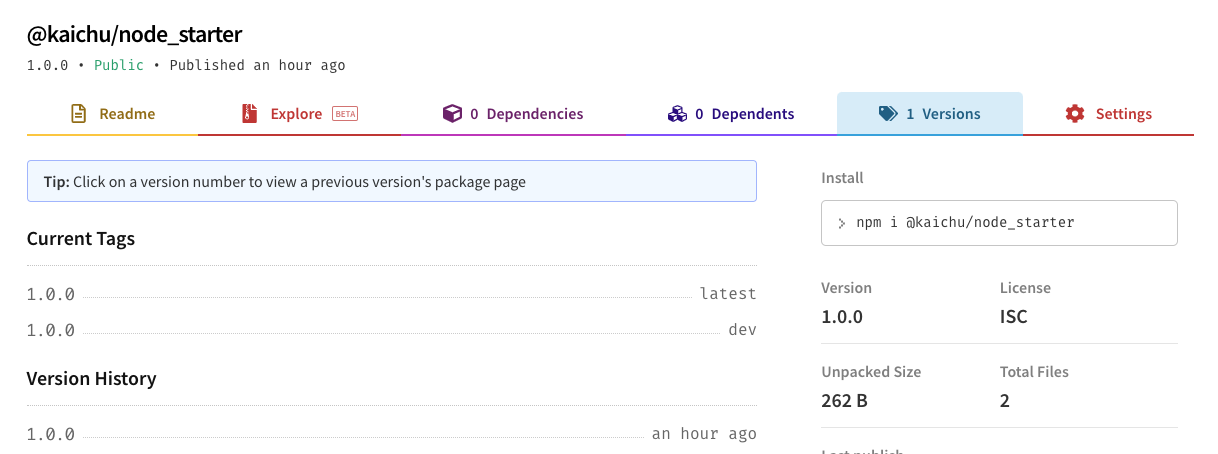 @kaichu/node_starter
1.0.0 • Public • Published an hour ago
Readme
Explore BETA
0 Dependencies
0 Dependents
1 Versions
Settings
Tip: Click on a version number to view a previous version's package page
Current Tags
1.0.0 latest
1.0.0 dev
Version History
1.0.0 an hour ago
Install
npm i @kaichu/node_starter
Version
1.0.0
License
ISC
Unpacked Size
262 B
Total Files
2
Last publish